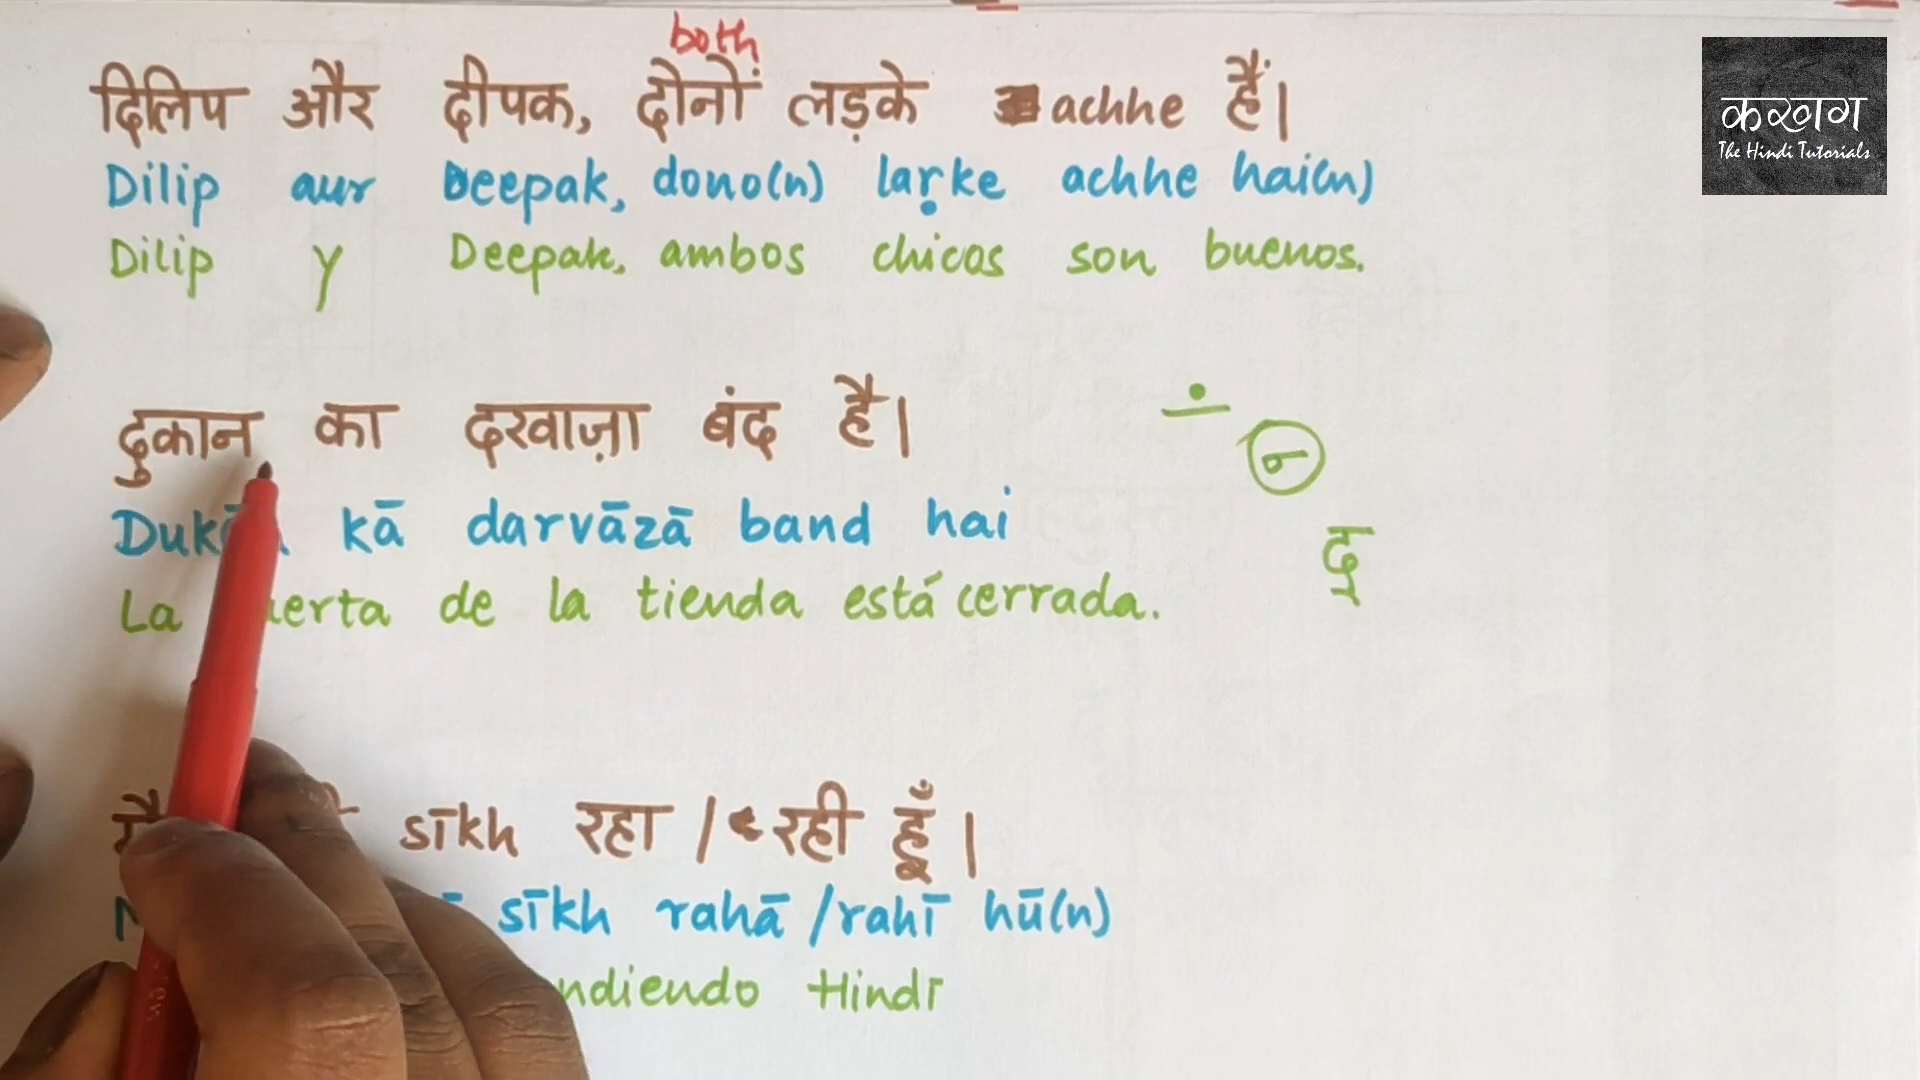 both
दिलिप और दीपक, दोनों लड़के achhe हैं।
Dilip aur Deepak, dono(n) laṛke achhe hai(n)
Dilip y Deepak, ambos chicos son buenos.
दुकान का दरवाज़ा बंद है।
kā darvāzā band hai
दु
La de la tienda está cerrada.
sīkh रहा / रही हूँ।
sīkh rahā / rahī hū(n)
Hindi
कखग
The Hindi Tutorials